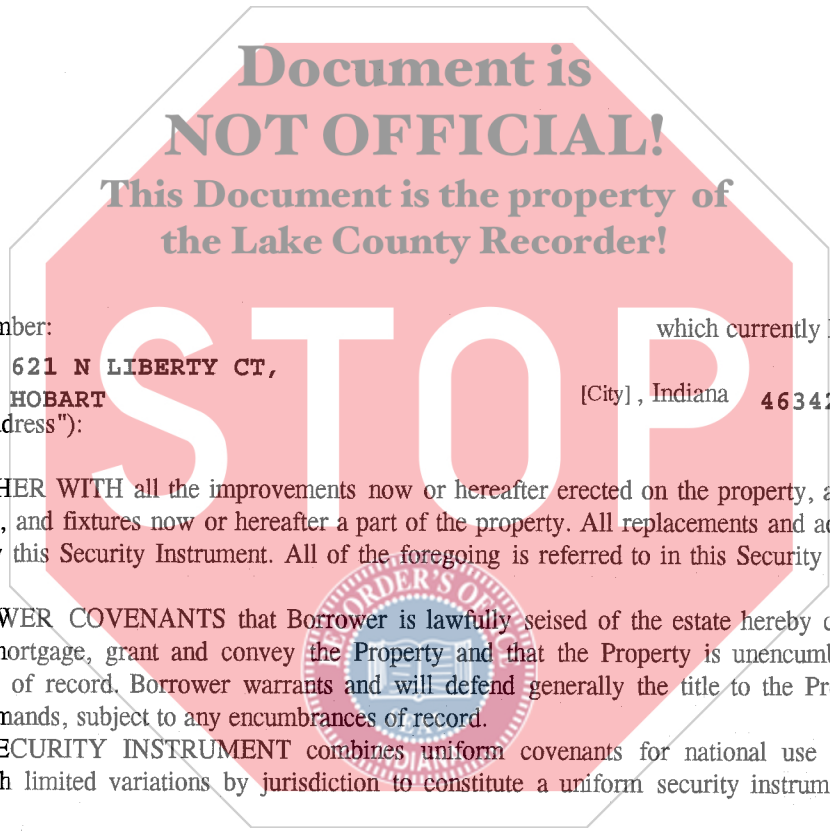 Document is
NOT OFFICIAL!
This Document is the property of
the Lake County Recorder!
STOP
mber:
which currently
621 N LIBERTY CT,
HOBART
[City] , Indiana 46342
dress"):
HER WITH all the improvements now or hereafter erected on the property, a
, and fixtures now or hereafter a part of the property. All replacements and ad
this Security Instrument. All of the foregoing is referred to in this Security
WER COVENANTS that Borrower is lawfully seised of the estate hereby c
mortgage, grant and convey the Property and that the Property is unencumb
of record. Borrower warrants and will defend generally the title to the Pr
mands, subject to any encumbrances of record.
ECURITY INSTRUMENT combines uniform covenants for national use
h limited variations by jurisdiction to constitute a uniform security instrum
RECORDER'S OFFICE